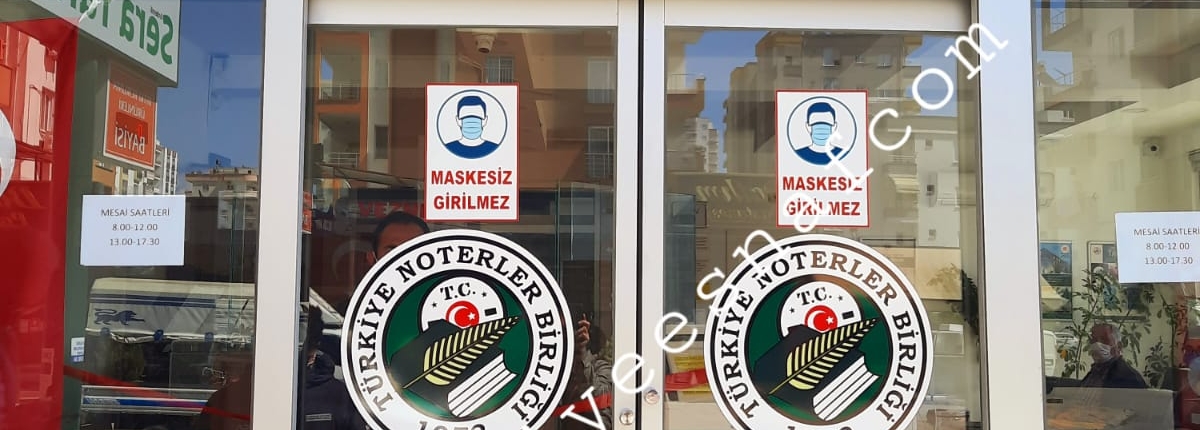 Sera
ÜRÜNLERİ
BAYİSİ
MESAİ SAATLERİ
8.00-12.00
13.00-17.30
MASKESİZ
GİRİLMEZ
TÜRKİYE NOTERLER BİRLİĞİ
T.C.
MASKESİZ
GİRİLMEZ
TÜRKİYE NOTERLER BİRLİĞİ
T.C.
MESAİ SAATLERİ
8.00-12.00
13.00-17.30